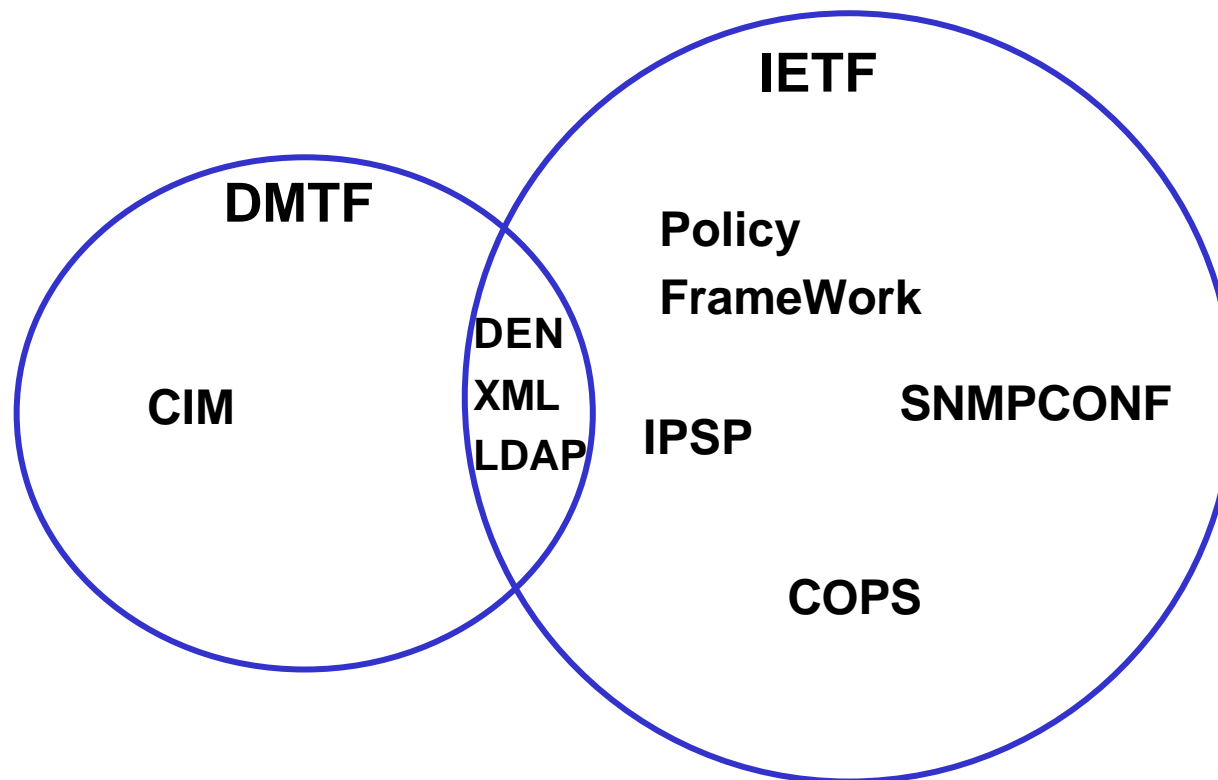 IETF
DMTF
Policy
FrameWork
DEN
XML
LDAP
CIM
IPSP
SNMPCONF
COPS